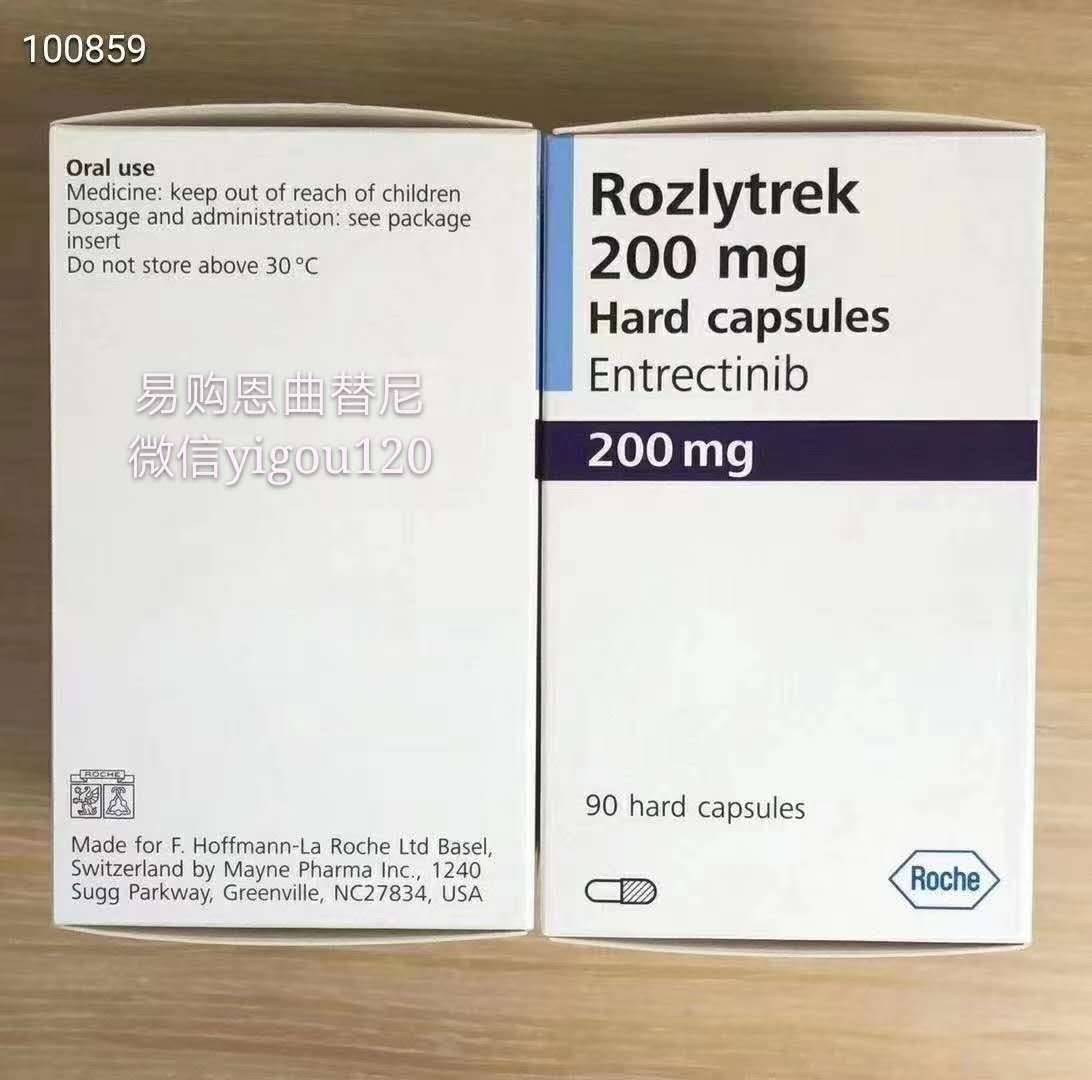 100859
Oral use
Medicine: keep out of reach of children
Dosage and administration: see package
insert
Do not store above 30 °C
易购恩曲替尼
微信yigou120
ROCHE
Made for F. Hoffmann-La Roche Ltd Basel,
Switzerland by Mayne Pharma Inc., 1240
Sugg Parkway, Greenville, NC27834, USA
Rozlytrek
200 mg
Hard capsules
Entrectinib
200 mg
90 hard capsules
Roche